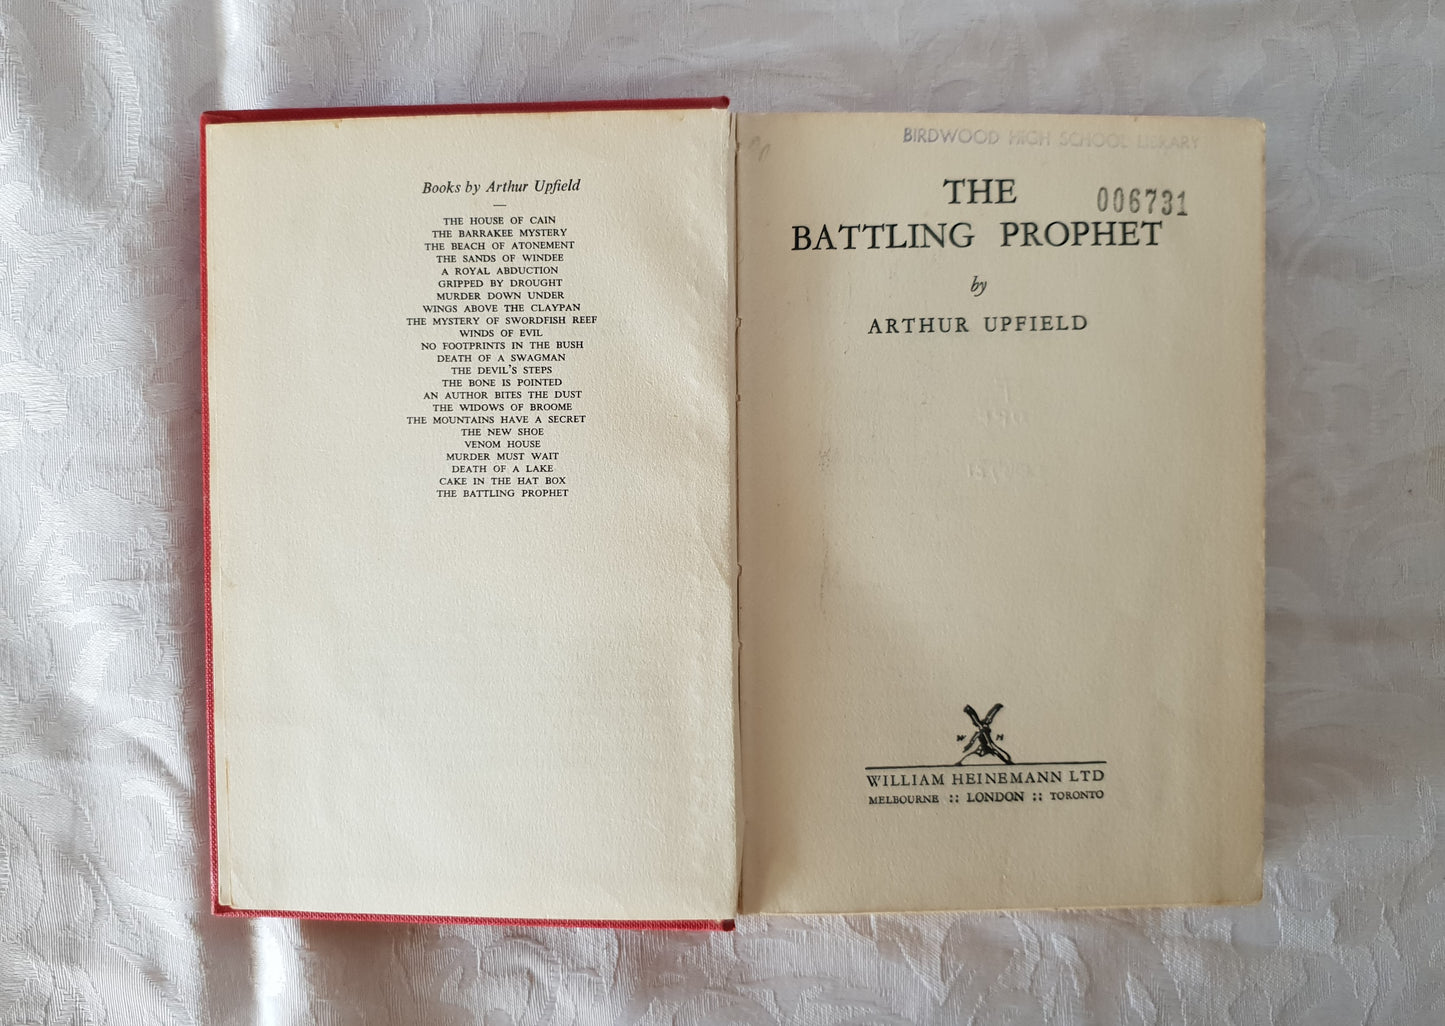 Books by Arthur Upfield
THE HOUSE OF CAIN
THE BARRAKEE MYSTERY
THE BEACH OF ATONEMENT
THE SANDS OF WINDEE
A ROYAL ABDUCTION
GRIPPED BY DROUGHT
MURDER DOWN UNDER
WINGS ABOVE THE CLAYPAN
THE MYSTERY OF SWORDFISH REEF
WINDS OF EVIL
NO FOOTPRINTS IN THE BUSH
DEATH OF A SWAGMAN
THE DEVIL'S STEPS
THE BONE IS POINTED
AN AUTHOR BITES THE DUST
THE WIDOWS OF BROOME
THE MOUNTAINS HAVE A SECRET
THE NEW SHOE
VENOM HOUSE
MURDER MUST WAIT
DEATH OF A LAKE
CAKE IN THE HAT BOX
THE BATTLING PROPHET
BIRDWOOD HIGH SCHOOL LIBRARY
THE
006731
BATTLING PROPHET
by
ARTHUR UPFIELD
W H
WILLIAM HEINEMANN LTD
MELBOURNE :: LONDON :: TORONTO